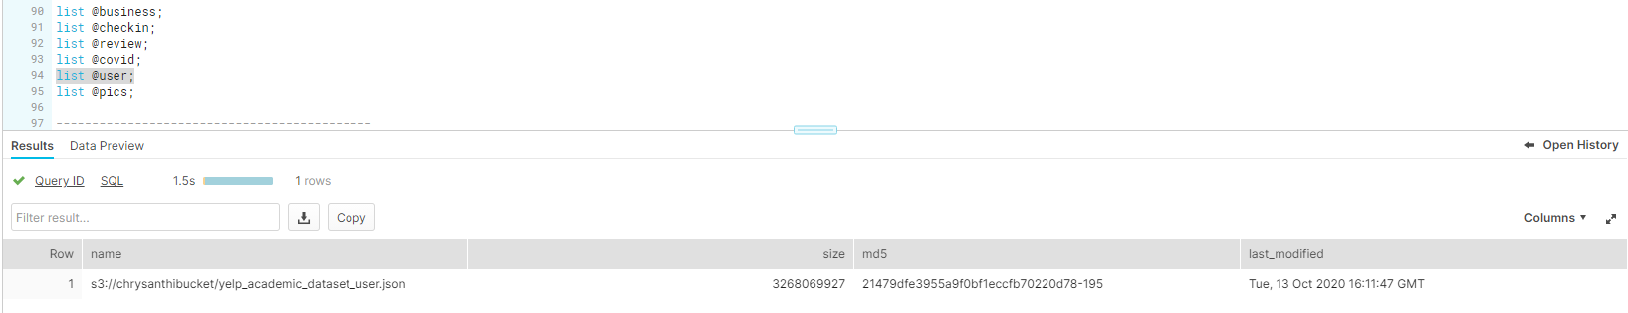 90 list @business;
91 list @checkin;
92 list @review;
93 list @covid;
94 list @user;
95 list @pics;
96
97 --------------------------------------------
Results Data Preview Open History
Query ID SQL 1.5s 1 rows
Filter result... Copy Columns
Row name size md5 last_modified
1 s3://chrysanthibucket/yelp_academic_dataset_user.json 3268069927 21479dfe3955a9f0bf1eccfb70220d78-195 Tue, 13 Oct 2020 16:11:47 GMT